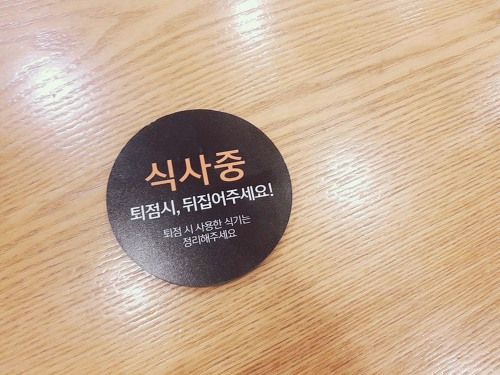 식사중
퇴점시, 뒤집어주세요!
퇴점 시 사용한 식기는
정리해주세요